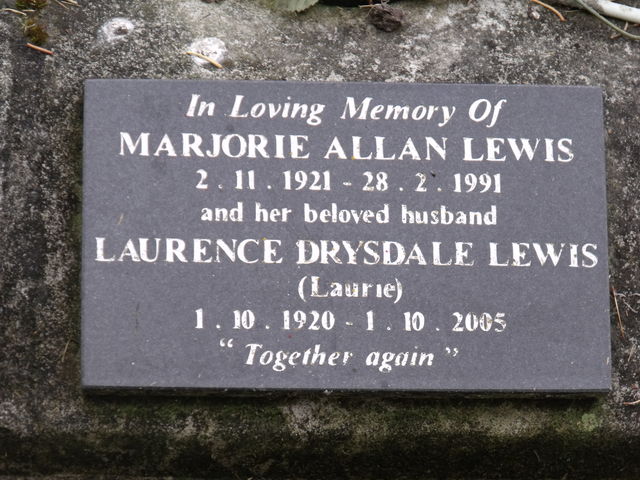 In Loving Memory Of
MARJORIE ALLAN LEWIS
2 . 11 . 1921 - 28 . 2 . 1991
and her beloved husband
LAURENCE DRYSDALE LEWIS
(Laurie)
1 . 10 . 1920 - 1 . 10 . 2005
" Together again "